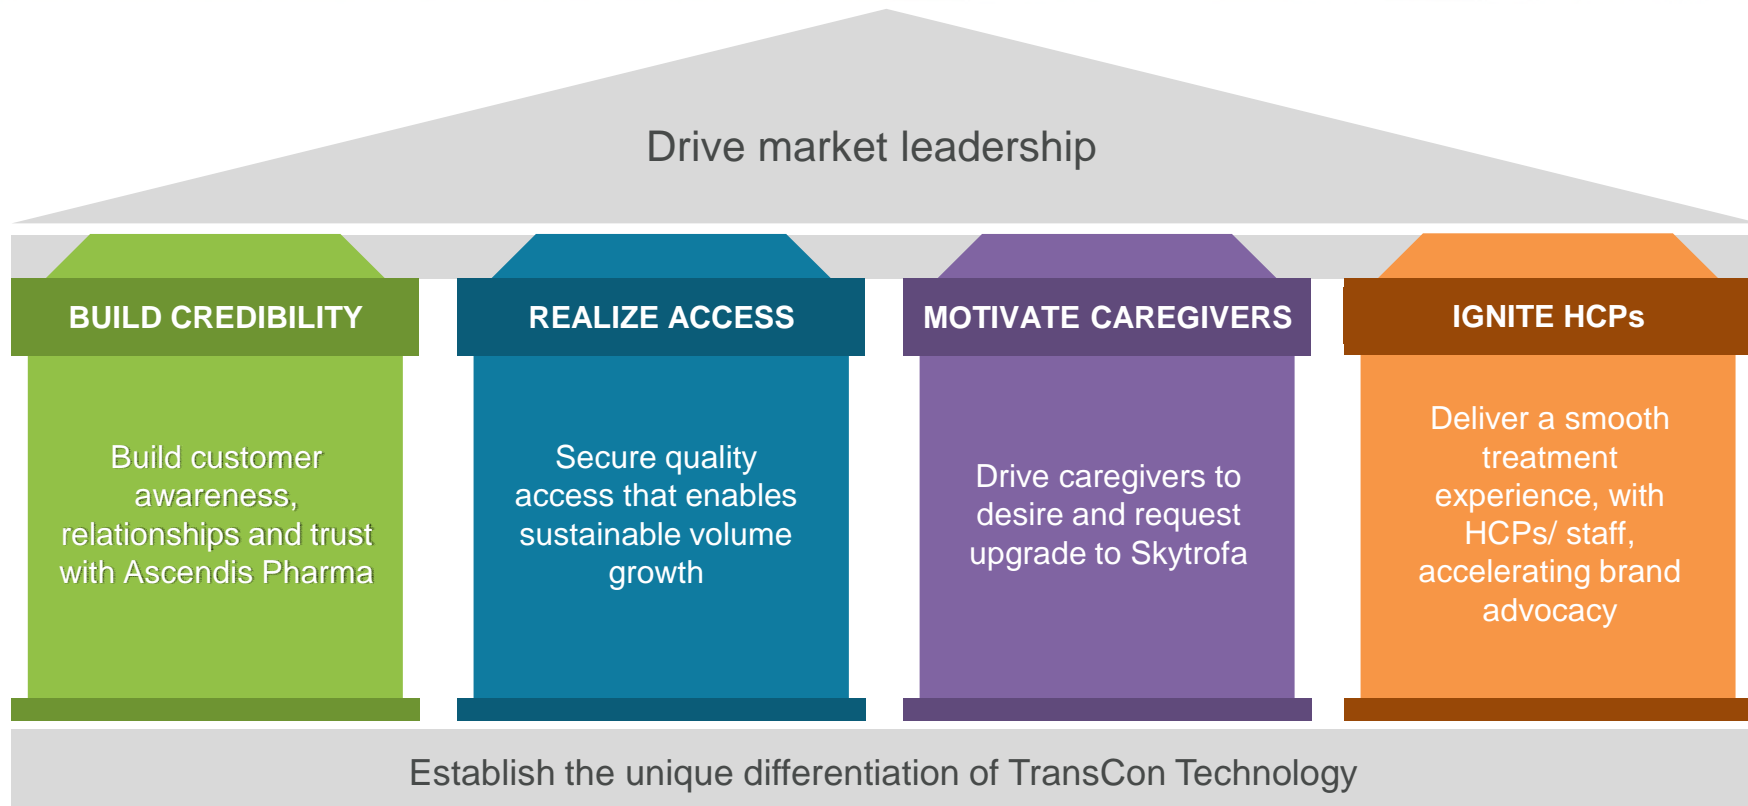 Drive market leadership
BUILD CREDIBILITY
Build customer
awareness,
relationships and trust
with Ascendis Pharma
REALIZE ACCESS
Secure quality
access that enables
sustainable volume
growth
MOTIVATE CAREGIVERS
Drive caregivers to
desire and request
upgrade to Skytrofa
IGNITE HCPs
Deliver a smooth
treatment
experience, with
HCPs/ staff,
accelerating brand
advocacy
Establish the unique differentiation of TransCon Technology